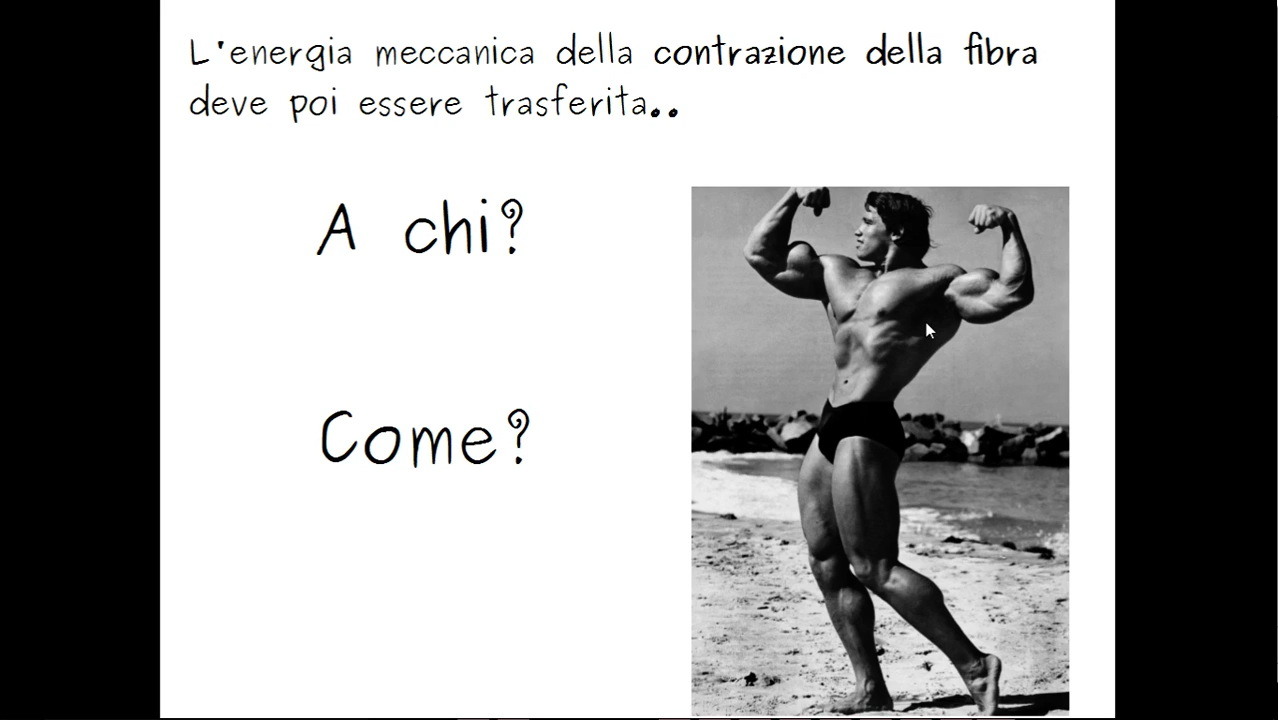 L'energia meccanica della contrazione della fibra
deve poi essere trasferita..
A chi?
Come?